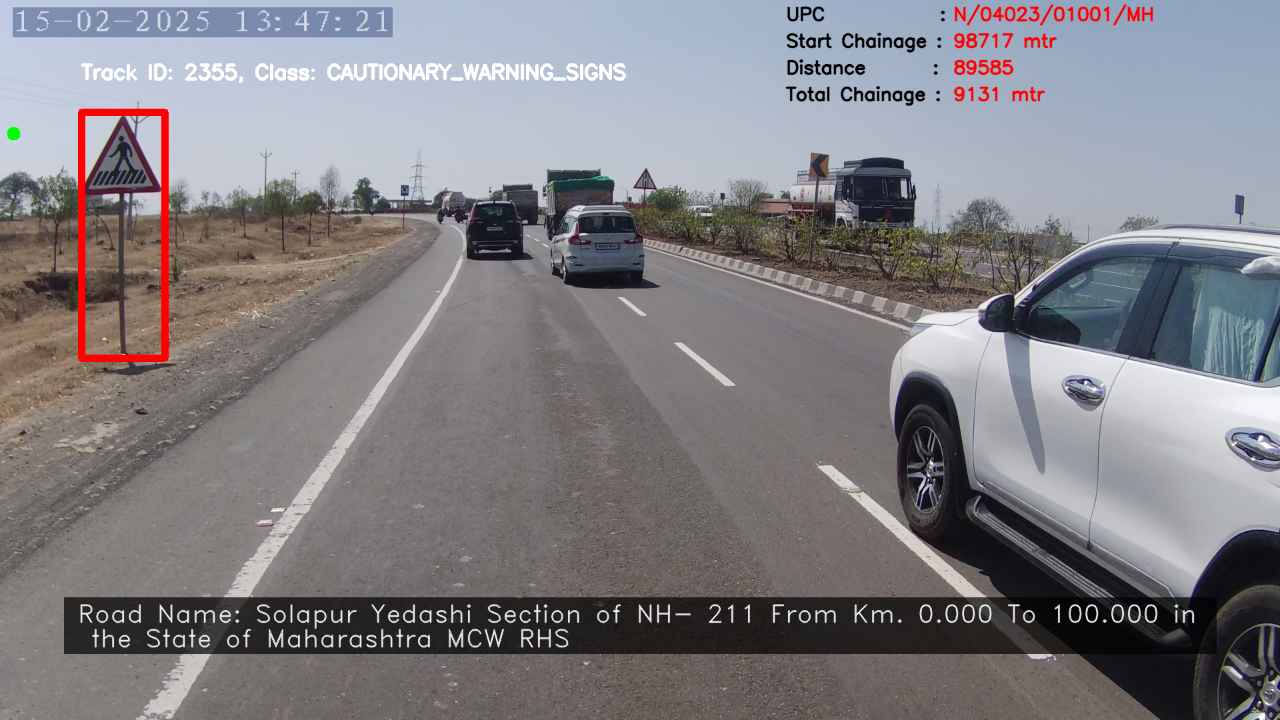 15-02-2025 13:47:21
UPC : N/04023/01001/MH
Start Chainage : 98717 mtr
Distance : 89585
Total Chainage : 9131 mtr
Track ID: 2355, Class: CAUTIONARY_WARNING_SIGNS
Road Name: Solapur Yedashi Section of NH- 211 From Km. 0.000 To 100.000 in
the State of Maharashtra MCW RHS